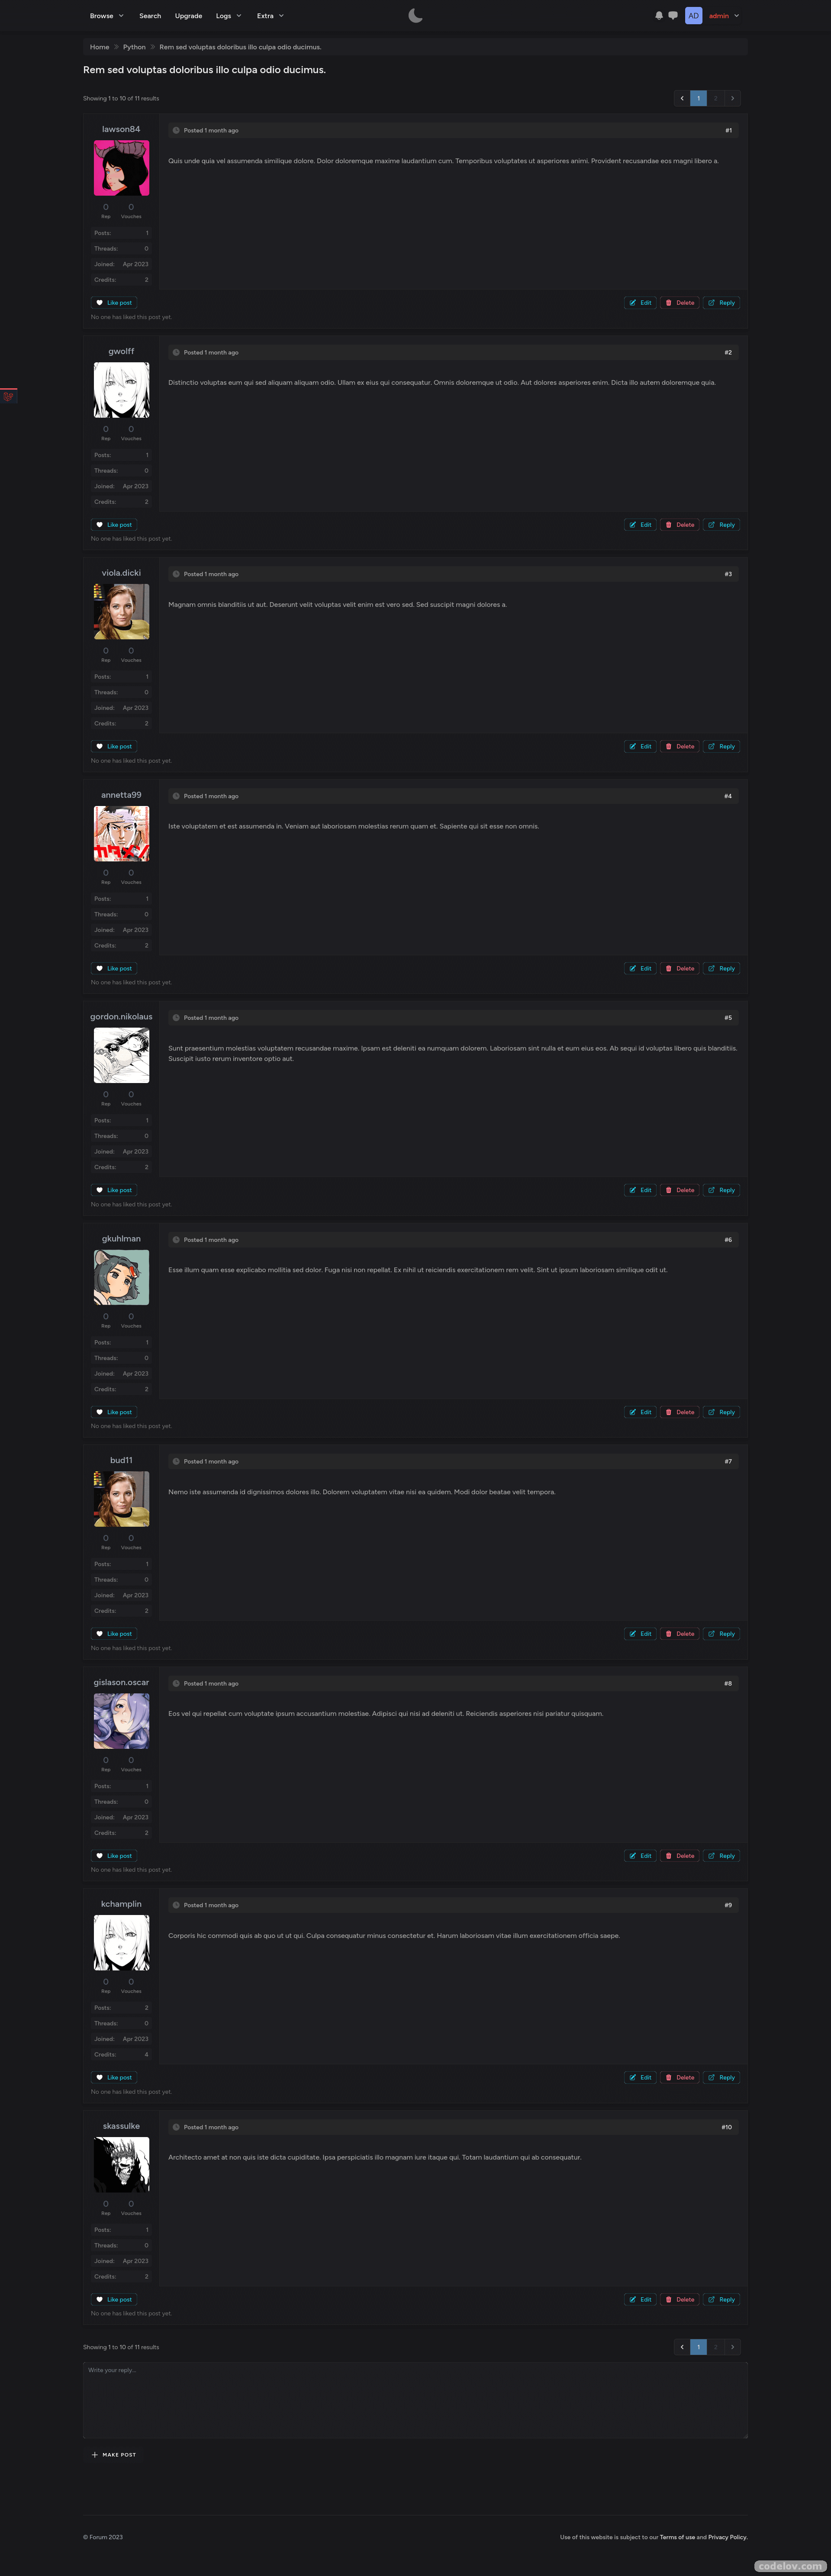 Browse Search Upgrade Logs Extra AD admin
Home Python Rem sed voluptas doloribus illo culpa odio ducimus.
Rem sed voluptas doloribus illo culpa odio ducimus.
Showing 1 to 10 of 11 results 1 2
lawson84
Posted 1 month ago #1
Quis unde quia vel assumenda similique dolore. Dolor doloremque maxime laudantium cum. Temporibus voluptates ut asperiores animi. Provident recusandae eos magni libero a.
0 0
Rep Vouches
Posts: 1
Threads: 0
Joined: Apr 2023
Credits: 2
Like post Edit Delete Reply
No one has liked this post yet.
gwolff
Posted 1 month ago #2
Distinctio voluptas eum qui sed aliquam aliquam odio. Ullam ex eius qui consequatur. Omnis doloremque ut odio. Aut dolores asperiores enim. Dicta illo autem doloremque quia.
0 0
Rep Vouches
Posts: 1
Threads: 0
Joined: Apr 2023
Credits: 2
Like post Edit Delete Reply
No one has liked this post yet.
viola.dicki
Posted 1 month ago #3
Magnam omnis blanditiis ut aut. Deserunt velit voluptas velit enim est vero sed. Sed suscipit magni dolores a.
0 0
Rep Vouches
Posts: 1
Threads: 0
Joined: Apr 2023
Credits: 2
Like post Edit Delete Reply
No one has liked this post yet.
annetta99
Posted 1 month ago #4
Iste voluptatem et est assumenda in. Veniam aut laboriosam molestias rerum quam et. Sapiente qui sit esse non omnis.
0 0
Rep Vouches
Posts: 1
Threads: 0
Joined: Apr 2023
Credits: 2
Like post Edit Delete Reply
No one has liked this post yet.
gordon.nikolaus
Posted 1 month ago #5
Sunt praesentium molestias voluptatem recusandae maxime. Ipsam est deleniti ea numquam dolorem. Laboriosam sint nulla et eum eius eos. Ab sequi id voluptas libero quis blanditiis.
Suscipit iusto rerum inventore optio aut.
0 0
Rep Vouches
Posts: 1
Threads: 0
Joined: Apr 2023
Credits: 2
Like post Edit Delete Reply
No one has liked this post yet.
gkuhlman
Posted 1 month ago #6
Esse illum quam esse explicabo mollitia sed dolor. Fuga nisi non repellat. Ex nihil ut reiciendis exercitationem rem velit. Sint ut ipsum laboriosam similique odit ut.
0 0
Rep Vouches
Posts: 1
Threads: 0
Joined: Apr 2023
Credits: 2
Like post Edit Delete Reply
No one has liked this post yet.
bud11
Posted 1 month ago #7
Nemo iste assumenda id dignissimos dolores illo. Dolorem voluptatem vitae nisi ea quidem. Modi dolor beatae velit tempora.
0 0
Rep Vouches
Posts: 1
Threads: 0
Joined: Apr 2023
Credits: 2
Like post Edit Delete Reply
No one has liked this post yet.
gislason.oscar
Posted 1 month ago #8
Eos vel qui repellat cum voluptate ipsum accusantium molestiae. Adipisci qui nisi ad deleniti ut. Reiciendis asperiores nisi pariatur quisquam.
0 0
Rep Vouches
Posts: 1
Threads: 0
Joined: Apr 2023
Credits: 2
Like post Edit Delete Reply
No one has liked this post yet.
kchamplin
Posted 1 month ago #9
Corporis hic commodi quis ab quo ut ut qui. Culpa consequatur minus consectetur et. Harum laboriosam vitae illum exercitationem officia saepe.
0 0
Rep Vouches
Posts: 2
Threads: 0
Joined: Apr 2023
Credits: 4
Like post Edit Delete Reply
No one has liked this post yet.
skassulke
Posted 1 month ago #10
Architecto amet at non quis iste dicta cupiditate. Ipsa perspiciatis illo magnam iure itaque qui. Totam laudantium qui ab consequatur.
0 0
Rep Vouches
Posts: 1
Threads: 0
Joined: Apr 2023
Credits: 2
Like post Edit Delete Reply
No one has liked this post yet.
Showing 1 to 10 of 11 results 1 2
Write your reply...
MAKE POST
© Forum 2023 Use of this website is subject to our Terms of use and Privacy Policy.
codelov.com